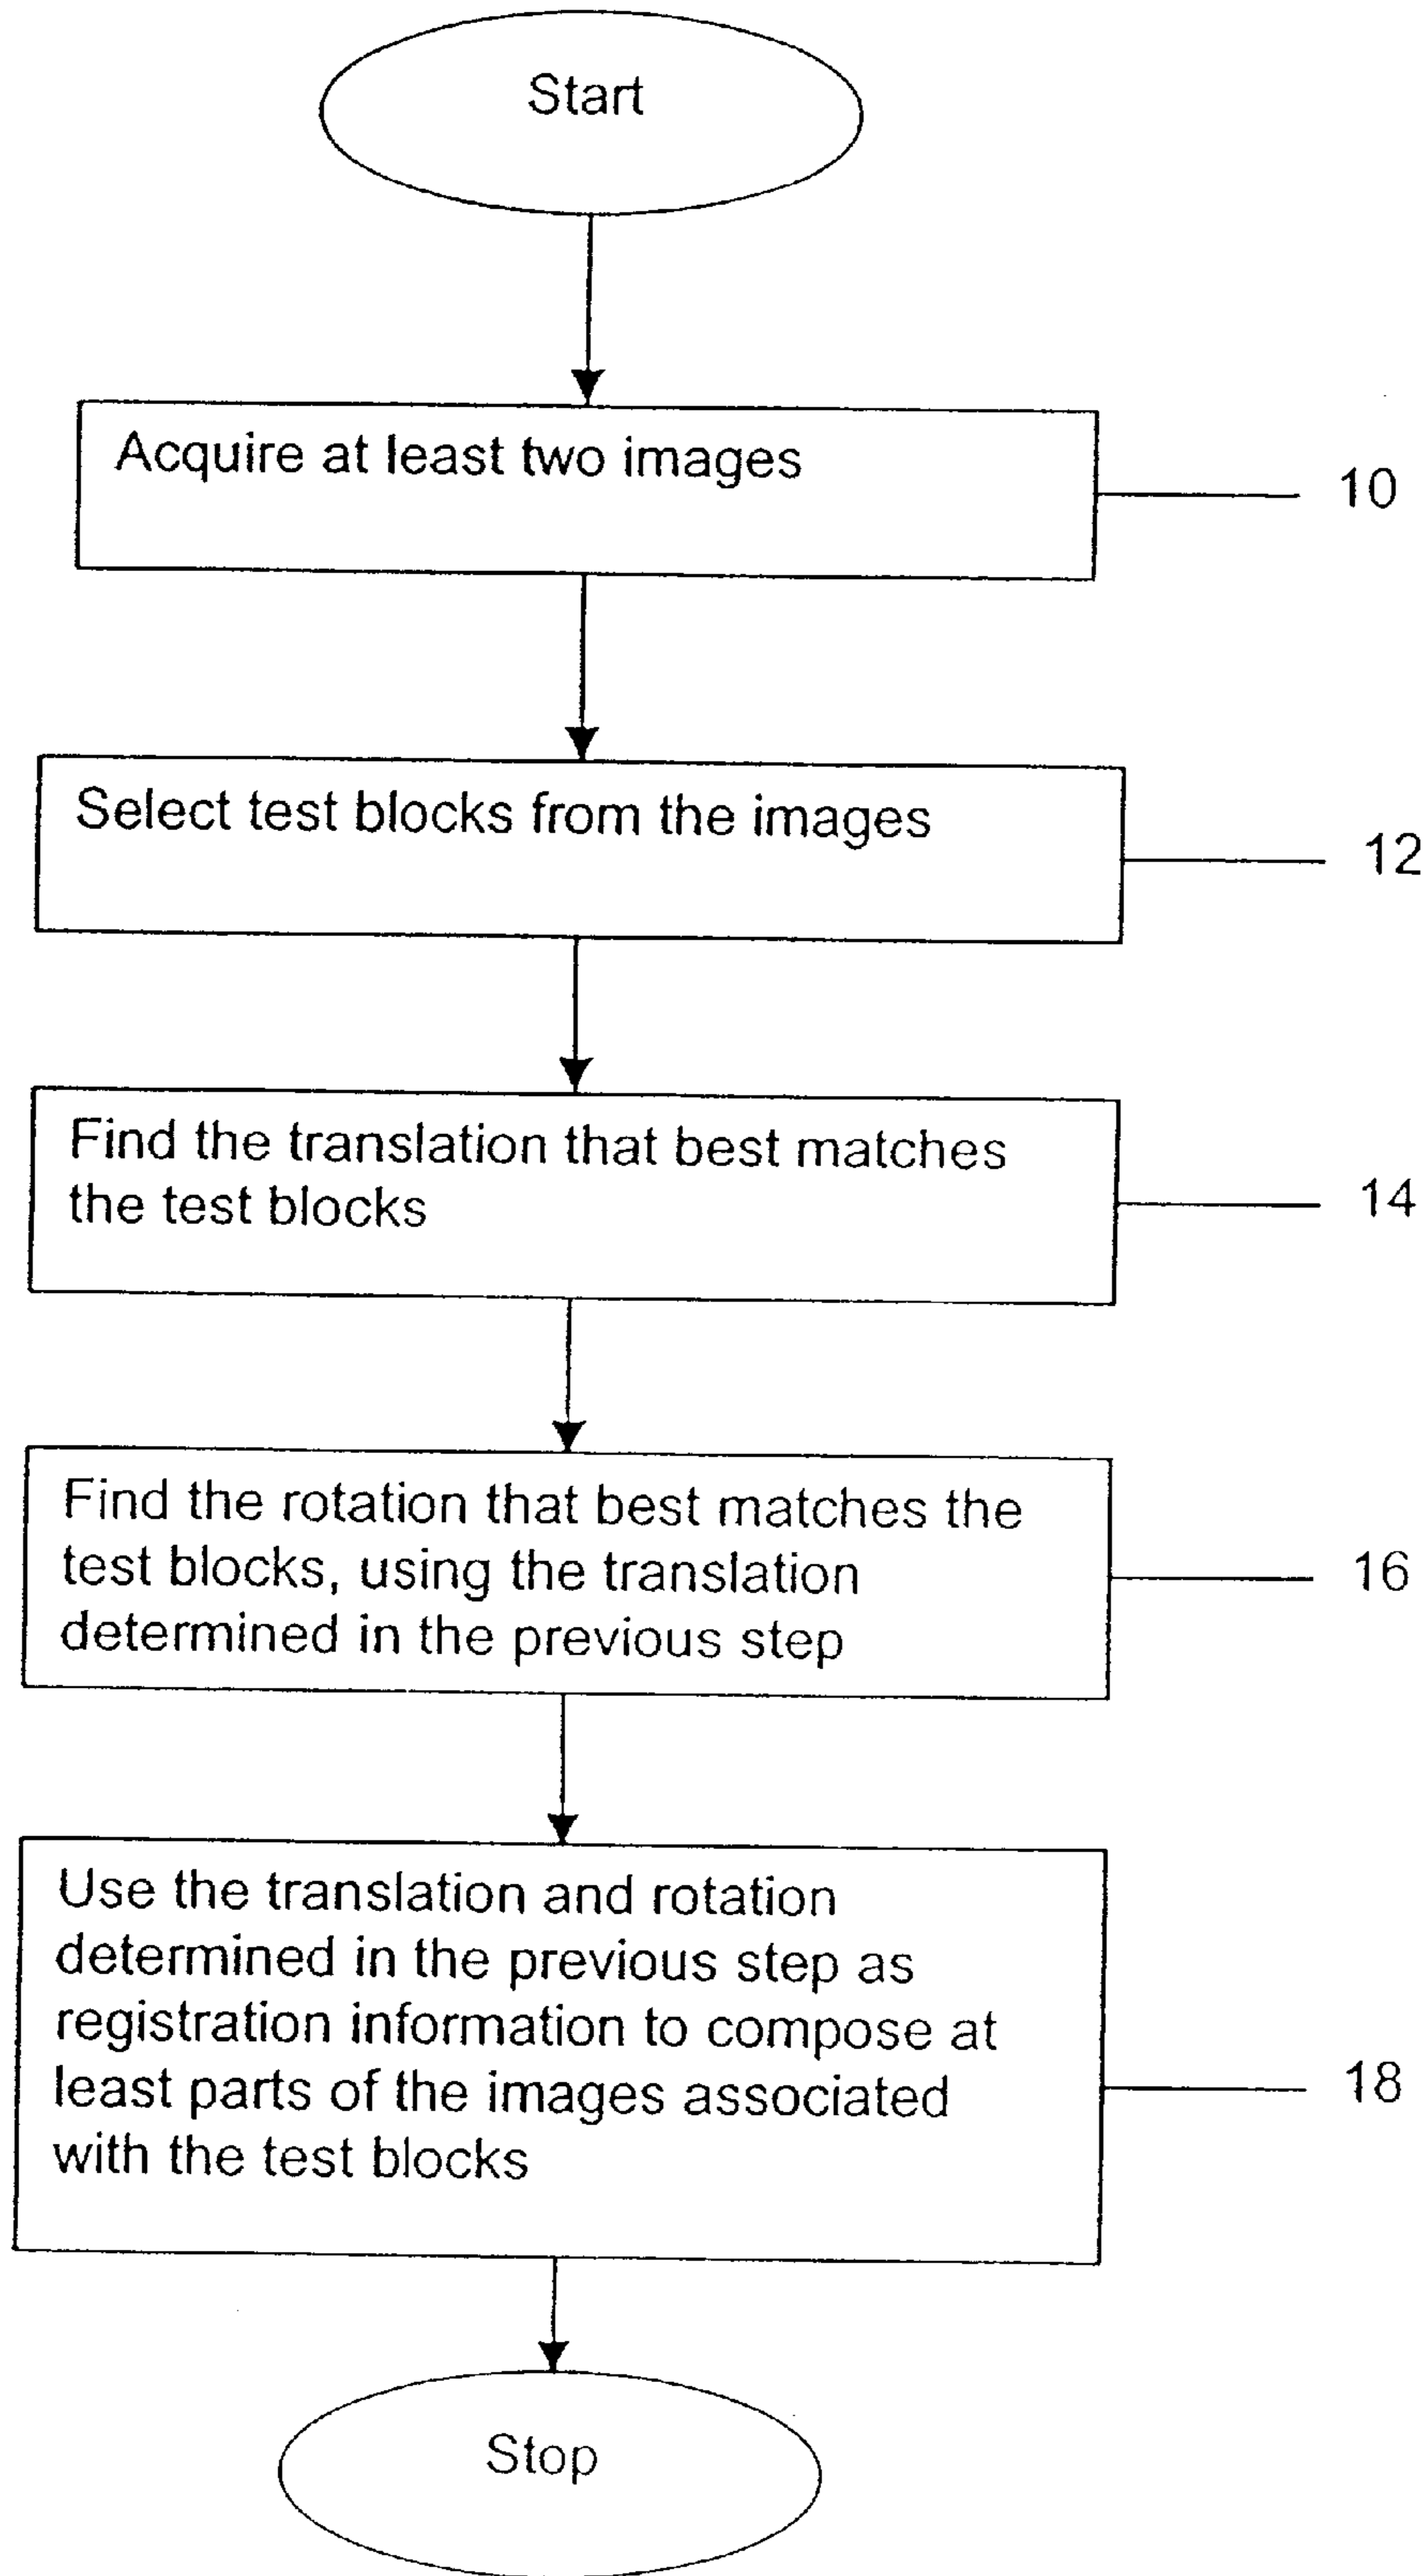 Start
Acquire at least two images
10
Select test blocks from the images
12
Find the translation that best matches
the test blocks
14
Find the rotation that best matches the
test blocks, using the translation
determined in the previous step
16
Use the translation and rotation
determined in the previous step as
registration information to compose at
least parts of the images associated
with the test blocks
18
Stop